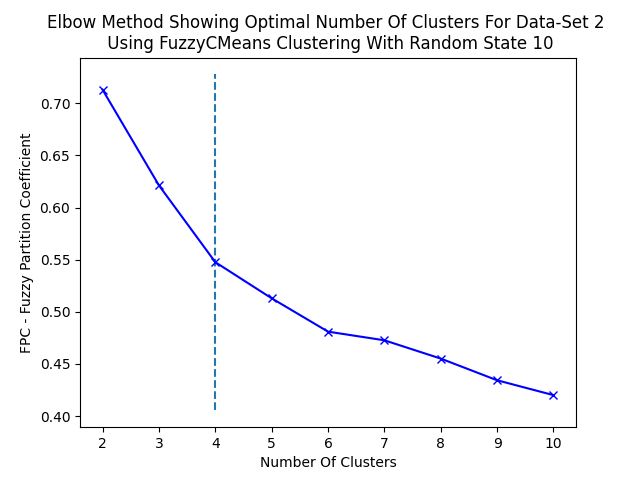 Elbow Method Showing Optimal Number Of Clusters For Data-Set 2
Using FuzzyCMeans Clustering With Random State 10
FPC - Fuzzy Partition Coefficient
0.70
0.65
0.60
0.55
0.50
0.45
0.40
2 3 4 5 6 7 8 9 10
Number Of Clusters